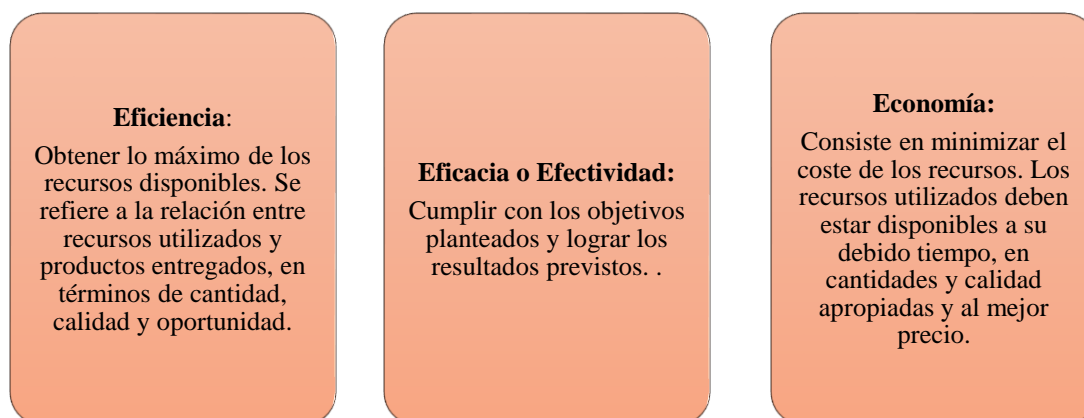 Eficiencia:
Obtener lo máximo de los
recursos disponibles. Se
refiere a la relación entre
recursos utilizados y
productos entregados, en
términos de cantidad,
calidad y oportunidad.
Eficacia o Efectividad:
Cumplir con los objetivos
planteados y lograr los
resultados previstos. .
Economía:
Consiste en minimizar el
coste de los recursos. Los
recursos utilizados deben
estar disponibles a su
debido tiempo, en
cantidades y calidad
apropiadas y al mejor
precio.